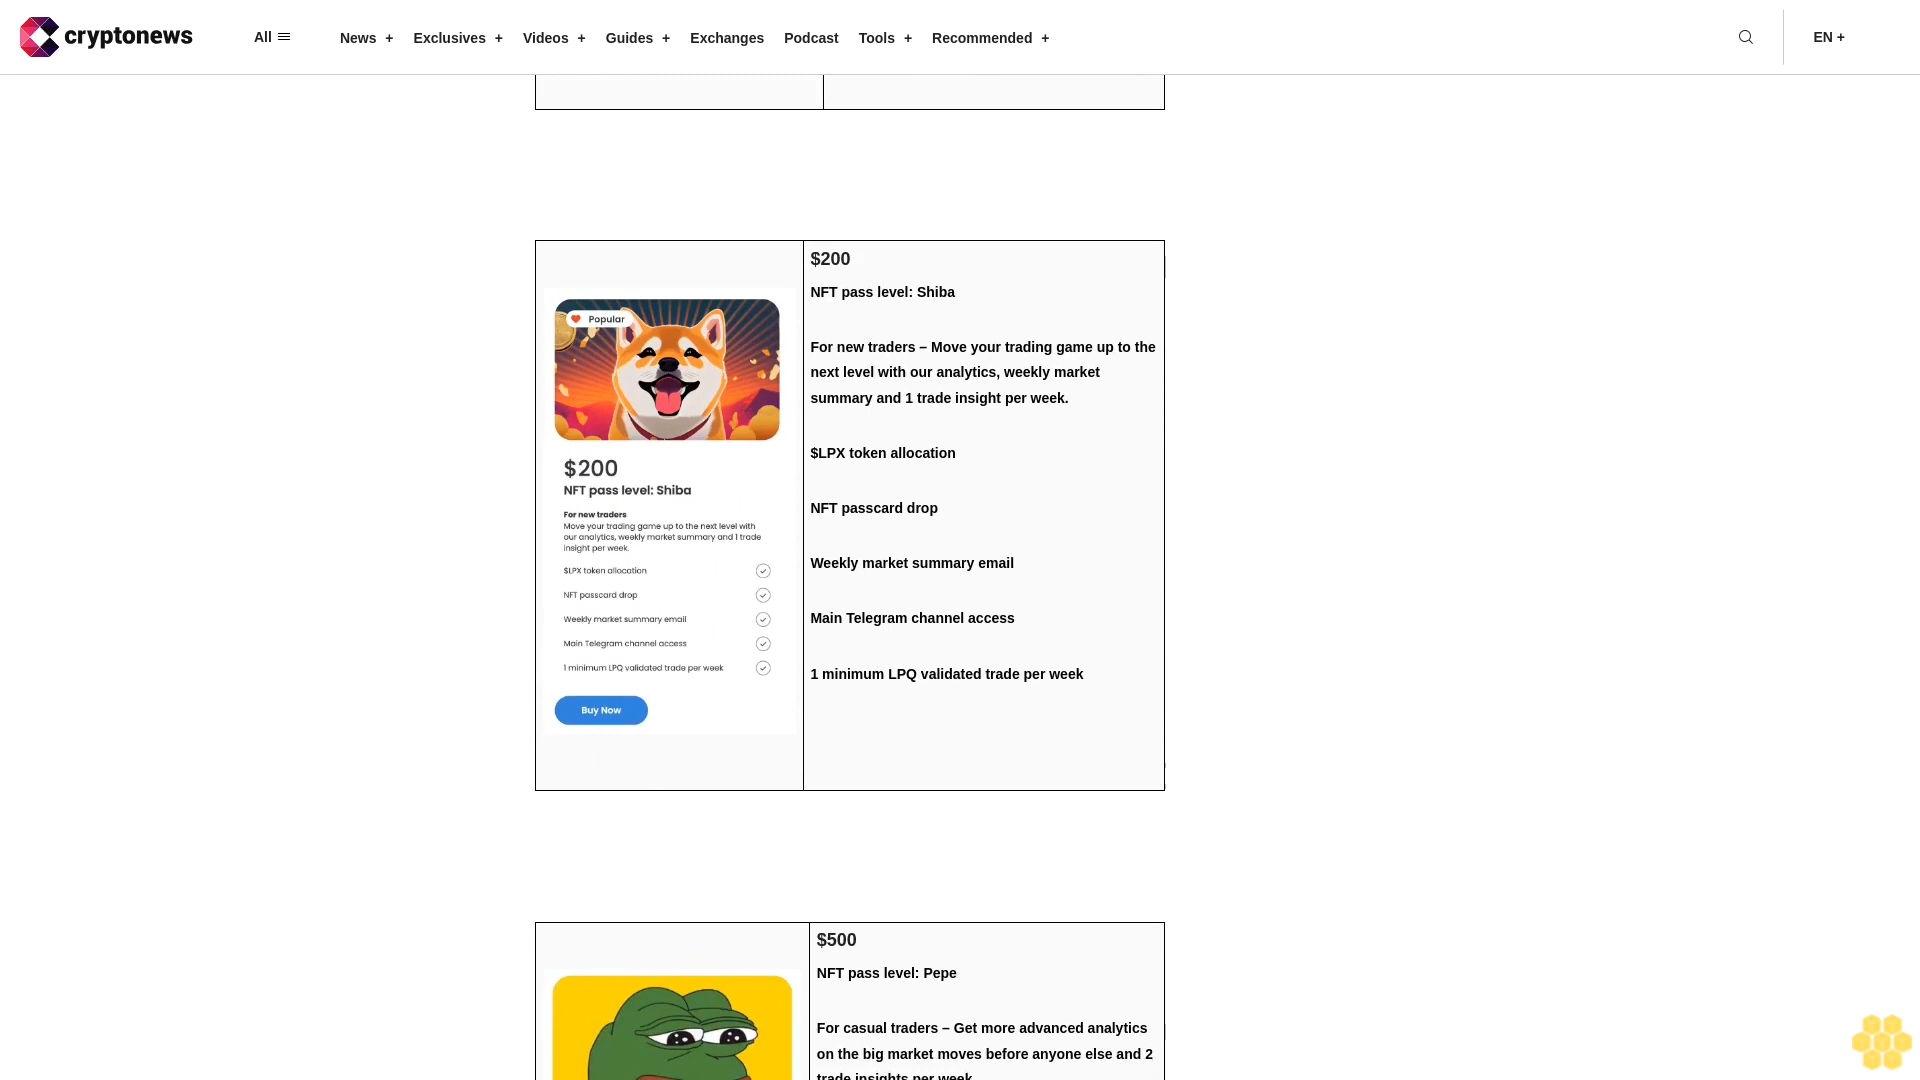 cryptonews
All
News +
Exclusives +
Videos +
Guides +
Exchanges
Podcast
Tools +
Recommended +
EN +
Popular
$200
NFT pass level: Shiba
For new traders
Move your trading game up to the next level with
our analytics, weekly market summary and 1 trade
insight per week.
$LPX token allocation
NFT passcard drop
Weekly market summary email
Main Telegram channel access
1 minimum LPQ validated trade per week
Buy Now
$200
NFT pass level: Shiba
For new traders – Move your trading game up to the
next level with our analytics, weekly market
summary and 1 trade insight per week.
$LPX token allocation
NFT passcard drop
Weekly market summary email
Main Telegram channel access
1 minimum LPQ validated trade per week
$500
NFT pass level: Pepe
For casual traders – Get more advanced analytics
on the big market moves before anyone else and 2
trade insights per week